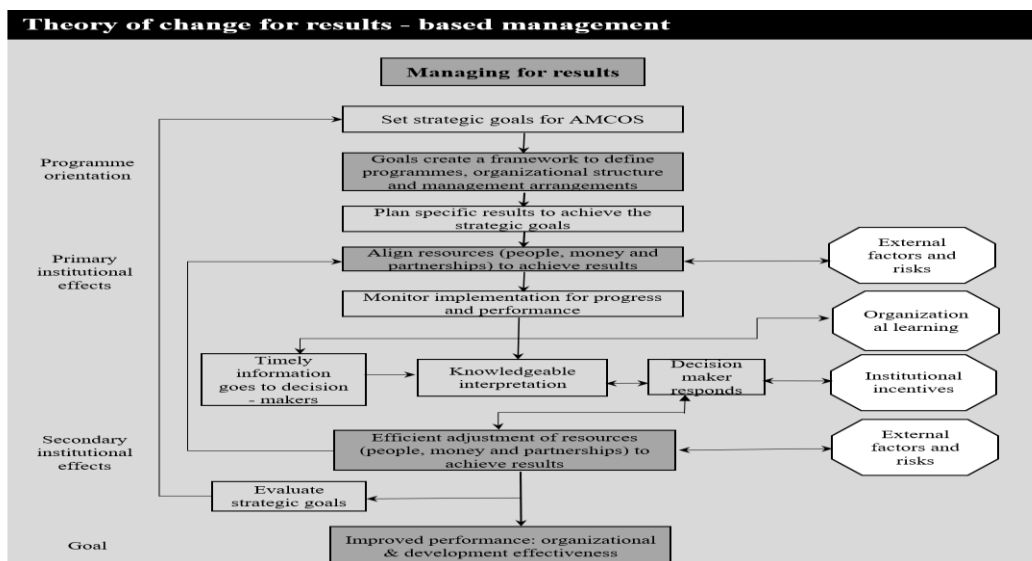 Theory of change for results - based management
Managing for results
Set strategic goals for AMCOS
Programme
orientation
Goals create a framework to define
programmes, organizational structure
and management arrangements
Plan specific results to achieve the
strategic goals
Primary
institutional
effects
Align resources (people, money and
partnerships) to achieve results
External
factors and
risks
Monitor implementation for progress
and performance
Organization
al learning
Timely
information
goes to decision
- makers
Knowledgeable
interpretation
Decision
maker
responds
Institutional
incentives
Secondary
institutional
effects
Efficient adjustment of resources
(people, money and partnerships) to
achieve results
External
factors and
risks
Evaluate
strategic goals
Goal
Improved performance: organizational
& development effectiveness